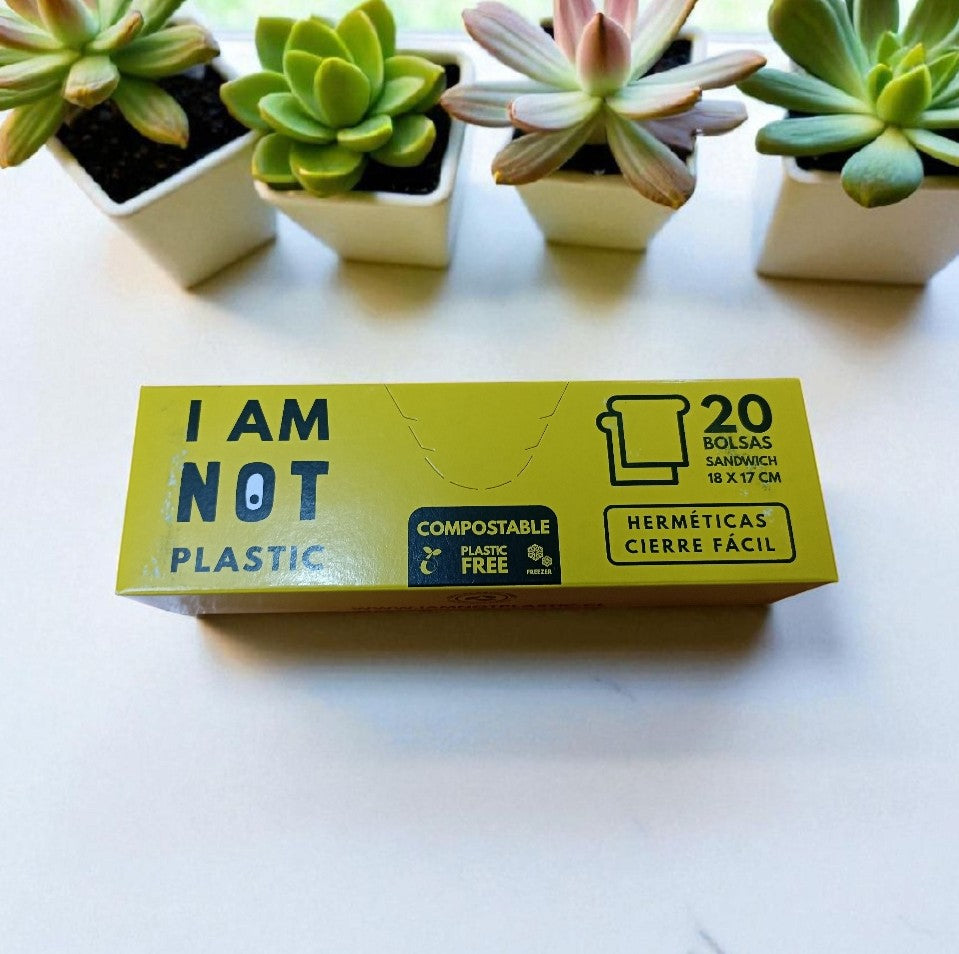 I AM
NOT
PLASTIC
COMPOSTABLE
PLASTIC
FREE
FREEZER
20
BOLSAS
SANDWICH
18 X 17 CM
HERMÉTICAS
CIERRE FÁCIL